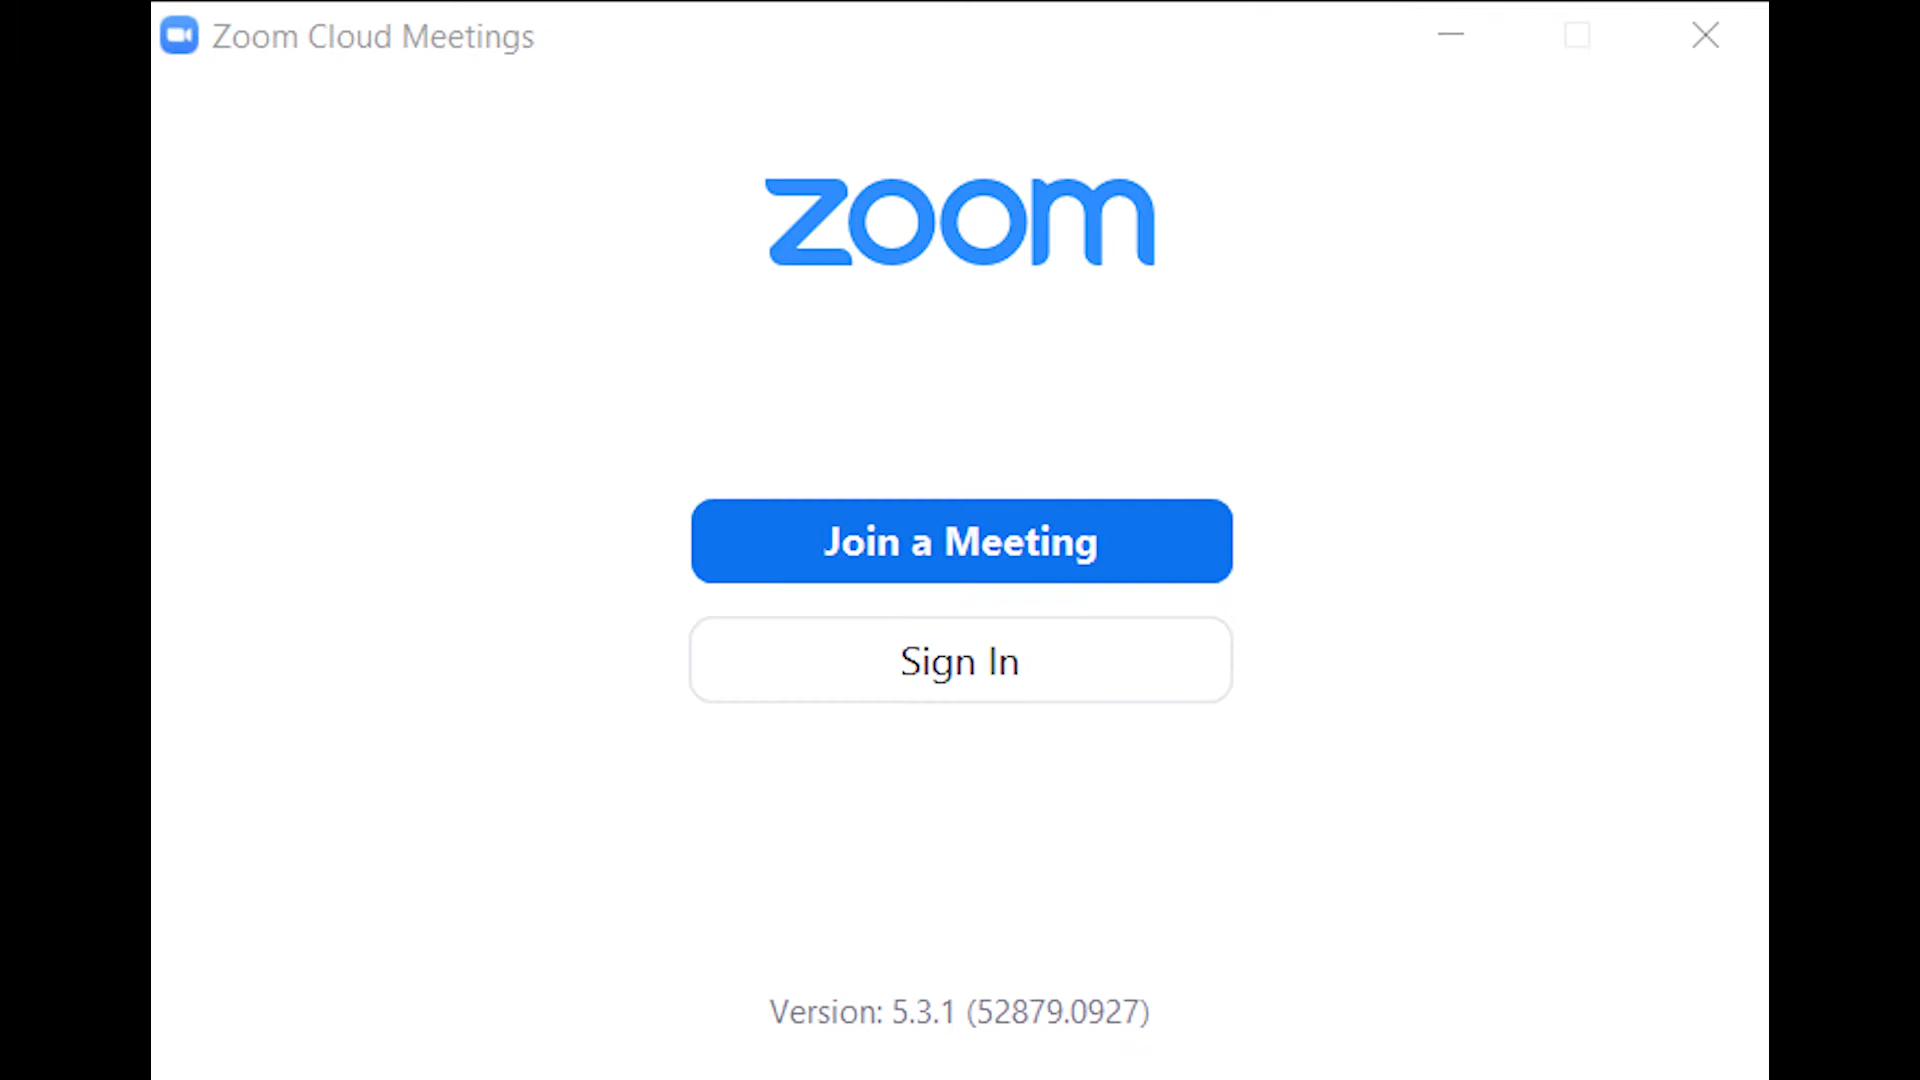 Zoom Cloud Meetings
zoom
Join a Meeting
Sign In
Version: 5.3.1 (52879.0927)